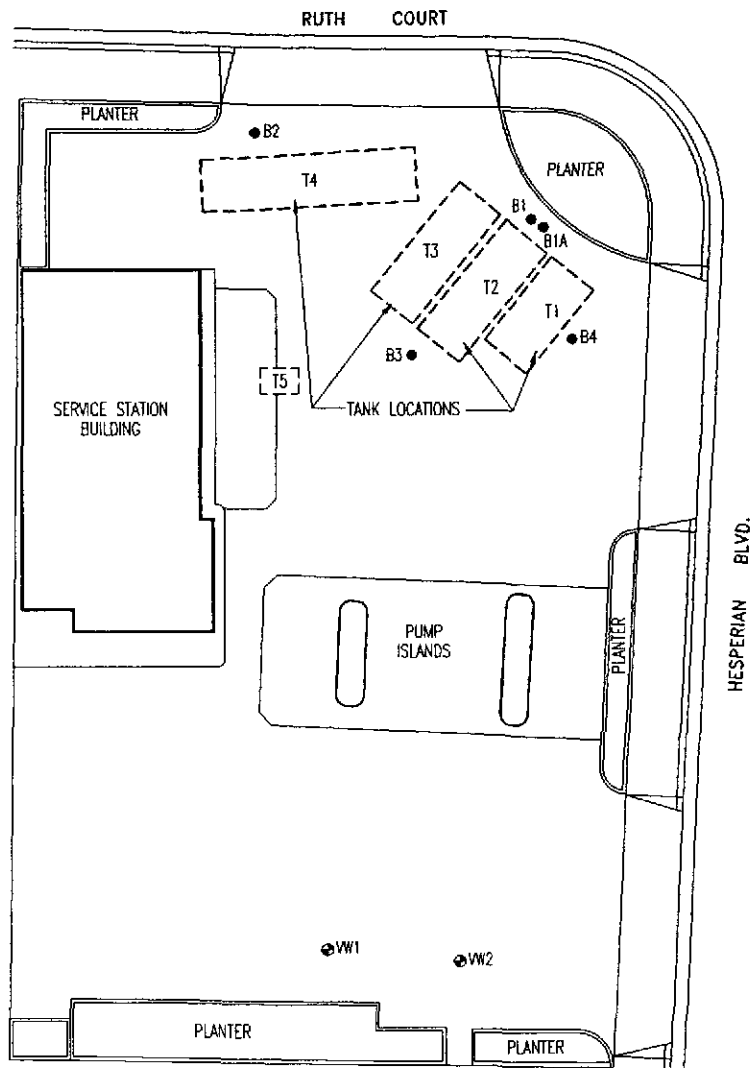 RUTH COURT
PLANTER
B2
PLANTER
T4
B1
T3
B1A
T2
T1
B4
B3
T5
TANK LOCATIONS
SERVICE STATION
BUILDING
HESPERIAN BLVD.
PUMP
ISLANDS
PLANTER
VW1
VW2
PLANTER
PLANTER